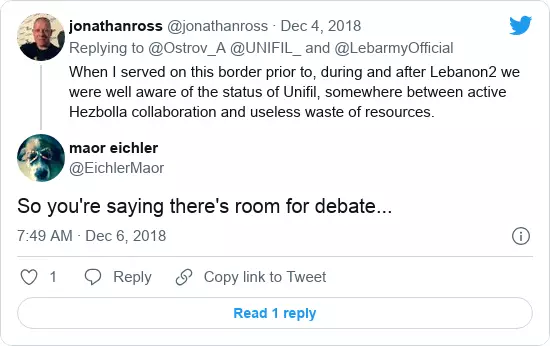 jonathanross @jonathanross · Dec 4, 2018
Replying to @Ostrov_A @UNIFIL_ and @LebarmyOfficial
When I served on this border prior to, during and after Lebanon2 we
were well aware of the status of Unifil, somewhere between active
Hezbolla collaboration and useless waste of resources.
maor eichler
@EichlerMaor
So you're saying there's room for debate...
7:49 AM · Dec 6, 2018
1 Reply Copy link to Tweet
Read 1 reply